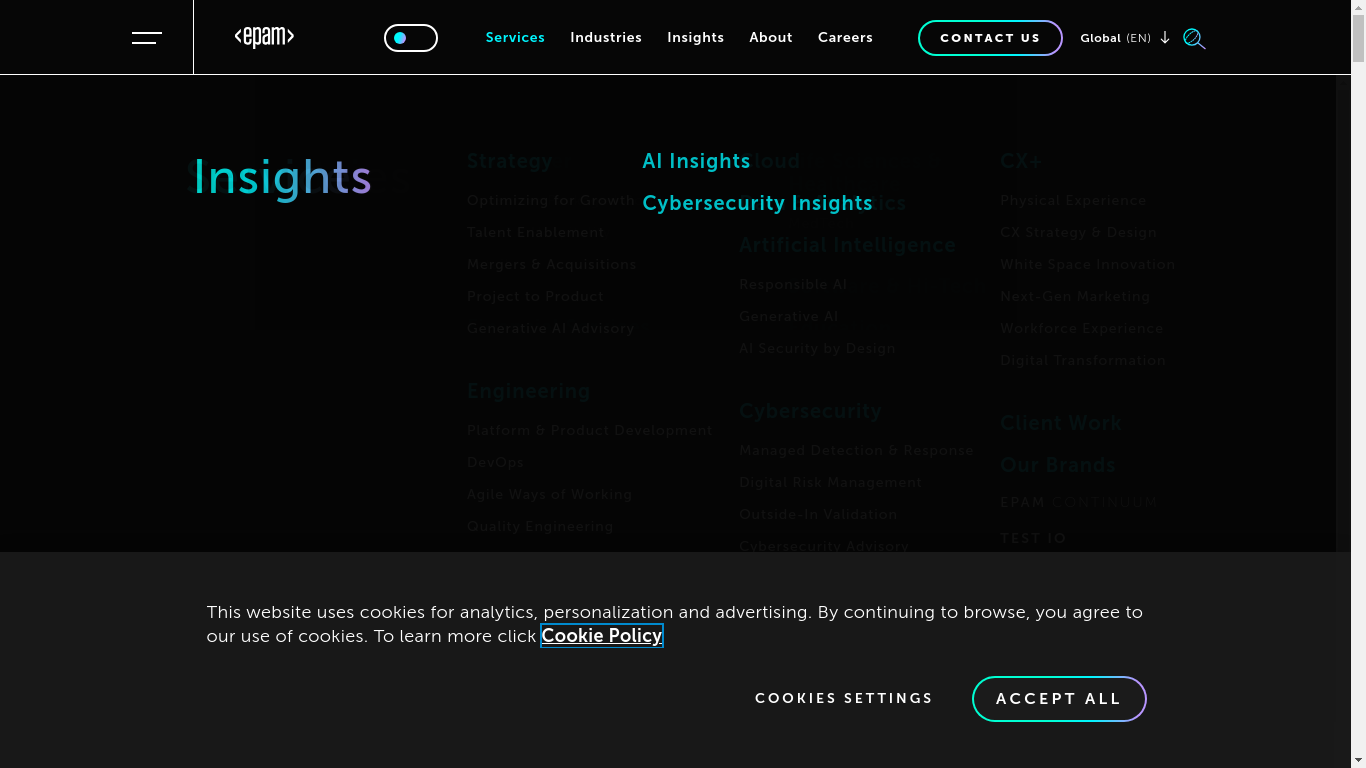 <epam>
Services
Industries
Insights
About
Careers
CONTACT US
Global (EN)
Insights
AI Insights
Cybersecurity Insights
Strategy
Optimizing for Growth
Talent Enablement
Mergers & Acquisitions
Project to Product
Generative AI Advisory
Engineering
Platform & Product Development
DevOps
Agile Ways of Working
Quality Engineering
Cloud
Artificial Intelligence
Responsible AI
Generative AI
AI Security by Design
Cybersecurity
Managed Detection & Response
Digital Risk Management
Outside-In Validation
Cybersecurity Advisory
CX+
Physical Experience
CX Strategy & Design
White Space Innovation
Next-Gen Marketing
Workforce Experience
Digital Transformation
Client Work
Our Brands
EPAM CONTINUUM
TEST IO
This website uses cookies for analytics, personalization and advertising. By continuing to browse, you agree to
our use of cookies. To learn more click Cookie Policy
COOKIES SETTINGS
ACCEPT ALL